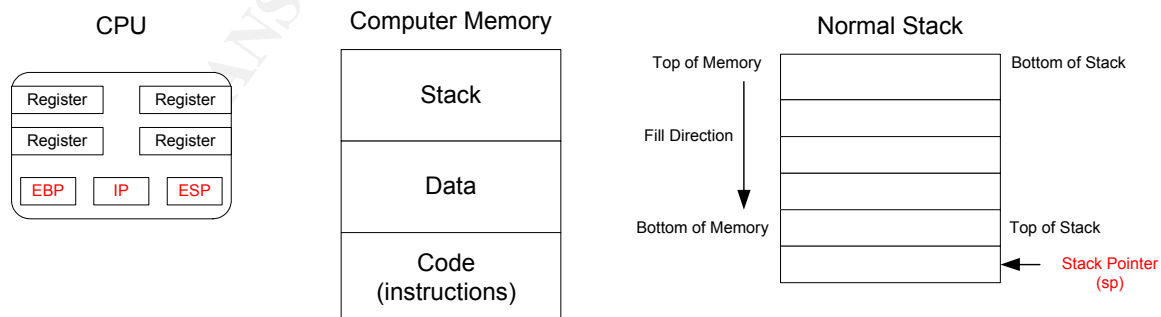 CPU
Register
Register
Register
Register
EBP
IP
ESP
Computer Memory
Stack
Data
Code
(instructions)
Normal Stack
Top of Memory
Bottom of Stack
Fill Direction
Bottom of Memory
Top of Stack
Stack Pointer
(sp)